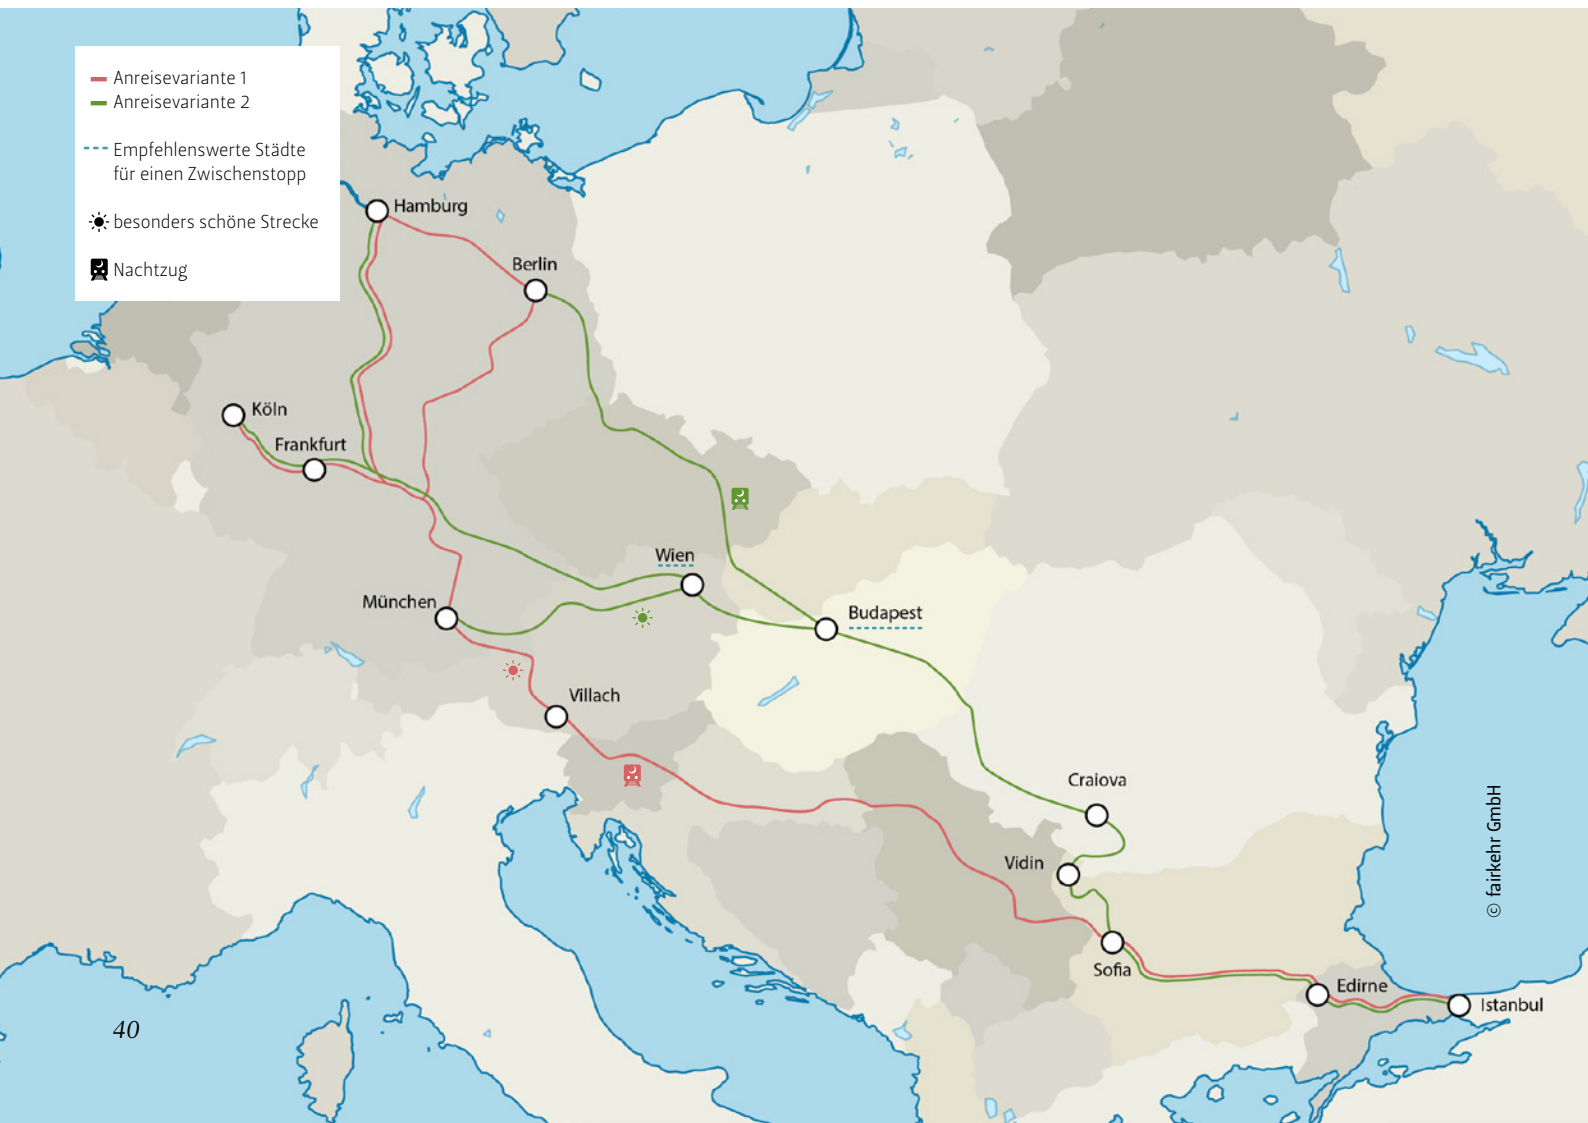 Anreisevariante 1
Anreisevariante 2
Empfehlenswerte Städte
für einen Zwischenstopp
besonders schöne Strecke
Nachtzug
Hamburg
Berlin
Köln
Frankfurt
Wien
München
Budapest
Villach
Craiova
Vidin
Sofia
Edirne
Istanbul
© fairkehr GmbH
40